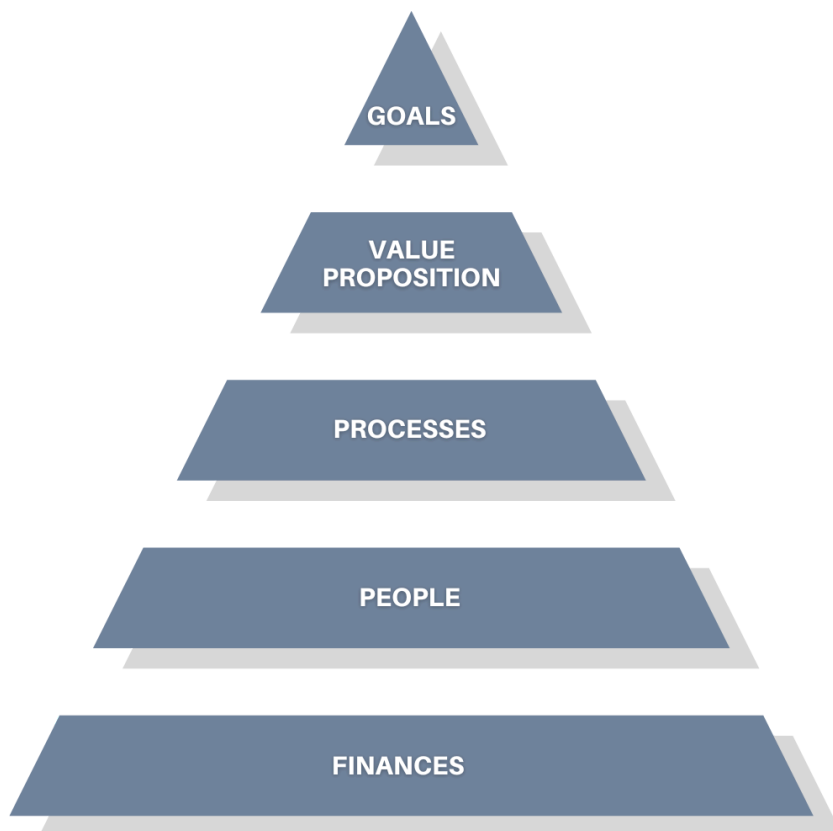 GOALS
VALUE
PROPOSITION
PROCESSES
PEOPLE
FINANCES